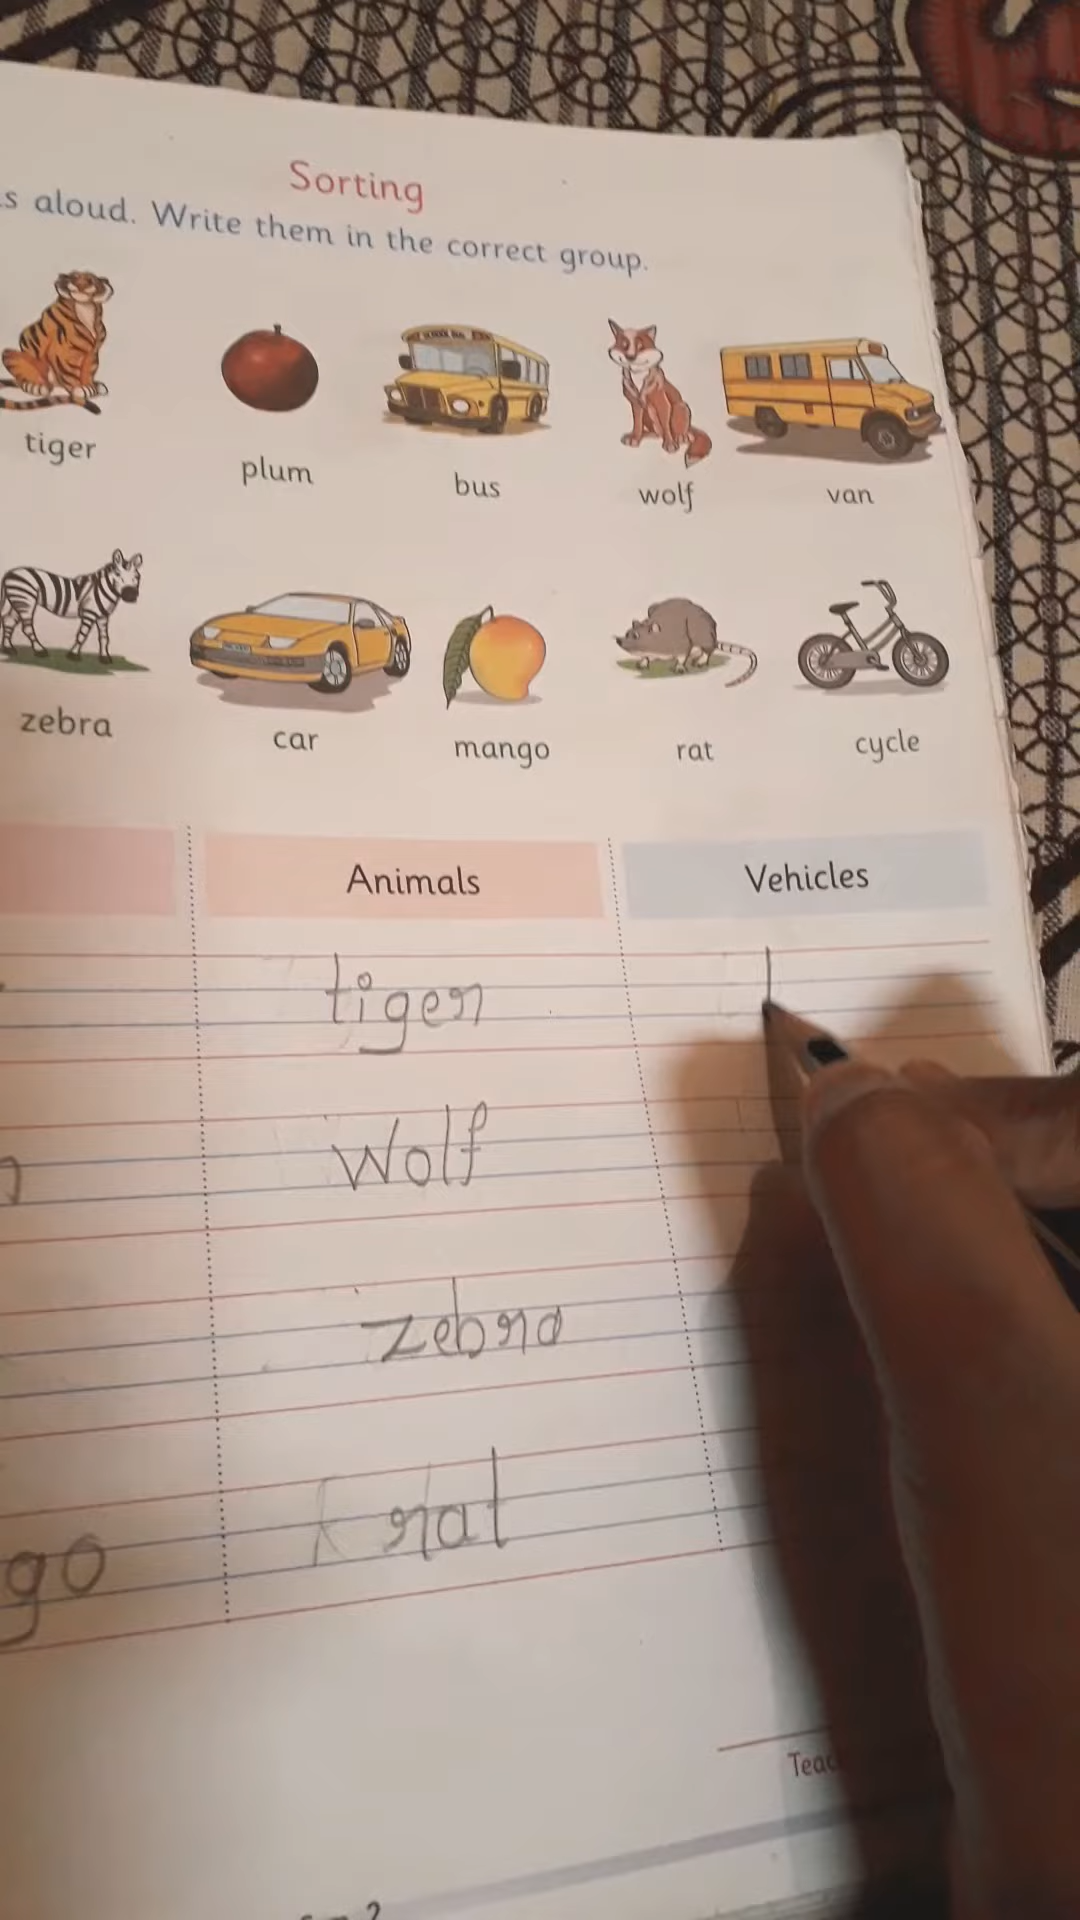 Sorting
aloud. Write them in the correct group.
tiger plum bus wolf van
zebra car mango rat cycle
Animals Vehicles
tiger
Wolf
zebra
go rat